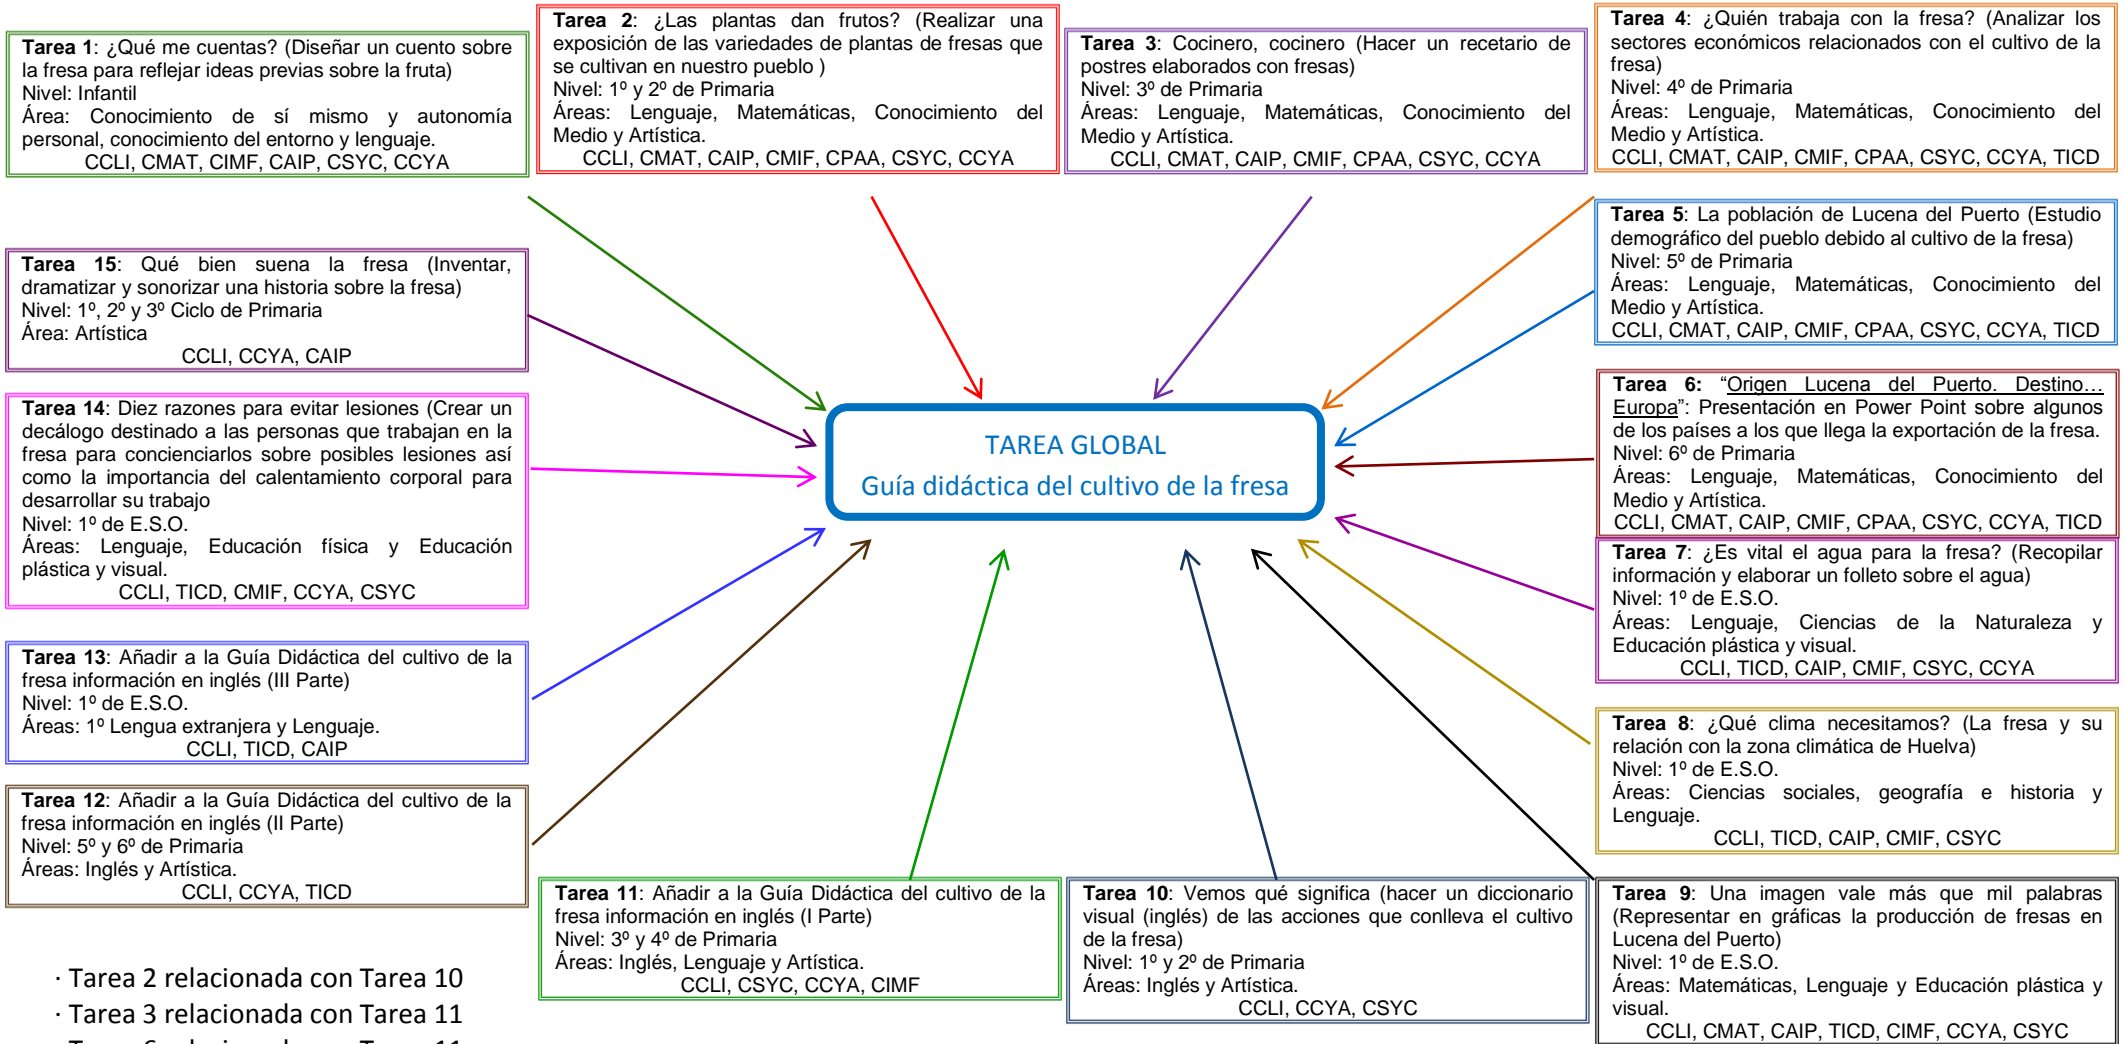 Tarea 1: ¿Qué me cuentas? (Diseñar un cuento sobre
la fresa para reflejar ideas previas sobre la fruta)
Nivel: Infantil
Área: Conocimiento de sí mismo y autonomía
personal, conocimiento del entorno y lenguaje.
CCLI, CMAT, CIMF, CAIP, CSYC, CCYA
Tarea 2: ¿Las plantas dan frutos? (Realizar una
exposición de las variedades de plantas de fresas que
se cultivan en nuestro pueblo )
Nivel: 1º y 2º de Primaria
Áreas: Lenguaje, Matemáticas, Conocimiento del
Medio y Artística.
CCLI, CMAT, CAIP, CMIF, CPAA, CSYC, CCYA
Tarea 3: Cocinero, cocinero (Hacer un recetario de
postres elaborados con fresas)
Nivel: 3º de Primaria
Áreas: Lenguaje, Matemáticas, Conocimiento del
Medio y Artística.
CCLI, CMAT, CAIP, CMIF, CPAA, CSYC, CCYA
Tarea 4: ¿Quién trabaja con la fresa? (Analizar los
sectores económicos relacionados con el cultivo de la
fresa)
Nivel: 4º de Primaria
Áreas: Lenguaje, Matemáticas, Conocimiento del
Medio y Artística.
CCLI, CMAT, CAIP, CMIF, CPAA, CSYC, CCYA, TICD
Tarea 5: La población de Lucena del Puerto (Estudio
demográfico del pueblo debido al cultivo de la fresa)
Nivel: 5º de Primaria
Áreas: Lenguaje, Matemáticas, Conocimiento del
Medio y Artística.
CCLI, CMAT, CAIP, CMIF, CPAA, CSYC, CCYA, TICD
Tarea 6: “Origen Lucena del Puerto. Destino…
Europa”: Presentación en Power Point sobre algunos
de los países a los que llega la exportación de la fresa.
Nivel: 6º de Primaria
Áreas: Lenguaje, Matemáticas, Conocimiento del
Medio y Artística.
CCLI, CMAT, CAIP, CMIF, CPAA, CSYC, CCYA, TICD
Tarea 7: ¿Es vital el agua para la fresa? (Recopilar
información y elaborar un folleto sobre el agua)
Nivel: 1º de E.S.O.
Áreas: Lenguaje, Ciencias de la Naturaleza y
Educación plástica y visual.
CCLI, TICD, CAIP, CMIF, CSYC, CCYA
Tarea 8: ¿Qué clima necesitamos? (La fresa y su
relación con la zona climática de Huelva)
Nivel: 1º de E.S.O.
Áreas: Ciencias sociales, geografía e historia y
Lenguaje.
CCLI, TICD, CAIP, CMIF, CSYC
Tarea 9: Una imagen vale más que mil palabras
(Representar en gráficas la producción de fresas en
Lucena del Puerto)
Nivel: 1º de E.S.O.
Áreas: Matemáticas, Lenguaje y Educación plástica y
visual.
CCLI, CMAT, CAIP, TICD, CIMF, CCYA, CSYC
Tarea 10: Vemos qué significa (hacer un diccionario
visual (inglés) de las acciones que conlleva el cultivo
de la fresa)
Nivel: 1º y 2º de Primaria
Áreas: Inglés y Artística.
CCLI, CCYA, CSYC
Tarea 11: Añadir a la Guía Didáctica del cultivo de la
fresa información en inglés (I Parte)
Nivel: 3º y 4º de Primaria
Áreas: Inglés, Lenguaje y Artística.
CCLI, CSYC, CCYA, CIMF
Tarea 12: Añadir a la Guía Didáctica del cultivo de la
fresa información en inglés (II Parte)
Nivel: 5º y 6º de Primaria
Áreas: Inglés y Artística.
CCLI, CCYA, TICD
Tarea 13: Añadir a la Guía Didáctica del cultivo de la
fresa información en inglés (III Parte)
Nivel: 1º de E.S.O.
Áreas: 1º Lengua extranjera y Lenguaje.
CCLI, TICD, CAIP
Tarea 14: Diez razones para evitar lesiones (Crear un
decálogo destinado a las personas que trabajan en la
fresa para concienciarlos sobre posibles lesiones así
como la importancia del calentamiento corporal para
desarrollar su trabajo
Nivel: 1º de E.S.O.
Áreas: Lenguaje, Educación física y Educación
plástica y visual.
CCLI, TICD, CMIF, CCYA, CSYC
Tarea 15: Qué bien suena la fresa (Inventar,
dramatizar y sonorizar una historia sobre la fresa)
Nivel: 1º, 2º y 3º Ciclo de Primaria
Área: Artística
CCLI, CCYA, CAIP
TAREA GLOBAL
Guía didáctica del cultivo de la fresa
· Tarea 2 relacionada con Tarea 10
· Tarea 3 relacionada con Tarea 11